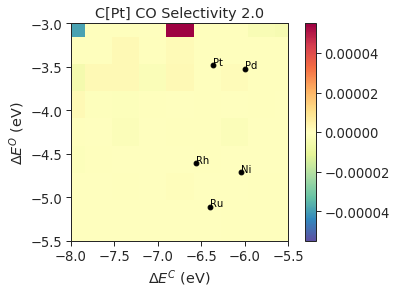 C[Pt] CO Selectivity 2.0
−3.0
−3.5
−4.0
−4.5
−5.0
−5.5
ΔE^O (eV)
Pt
Pd
Rh
Ni
Ru
−8.0 −7.5 −7.0 −6.5 −6.0 −5.5
ΔE^C (eV)
0.00004
0.00002
0.00000
−0.00002
−0.00004